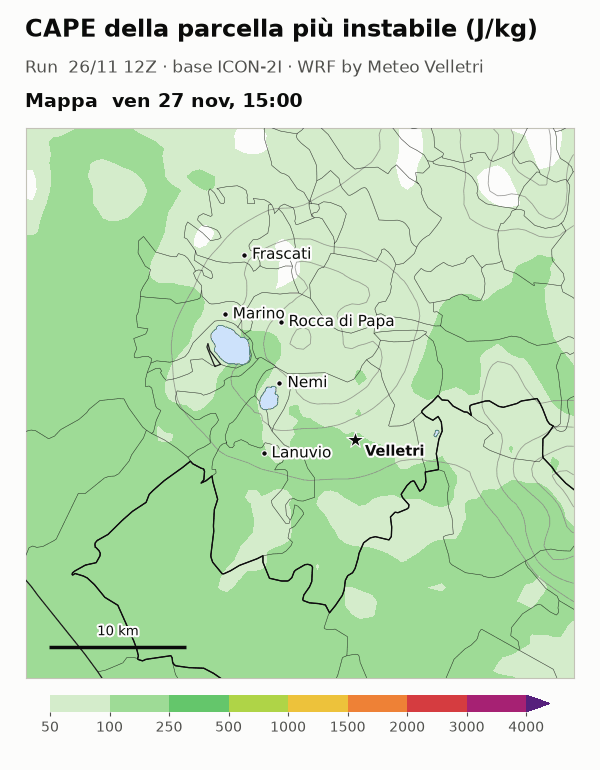 CAPE della parcella più instabile (J/kg)
Run  26/11 12Z · base ICON-2I · WRF by Meteo Velletri
Mappa  ven 27 nov, 15:00
Frascati
Marino
Rocca di Papa
Nemi
Velletri
Lanuvio
10 km
50 100 250 500 1000 1500 2000 3000 4000